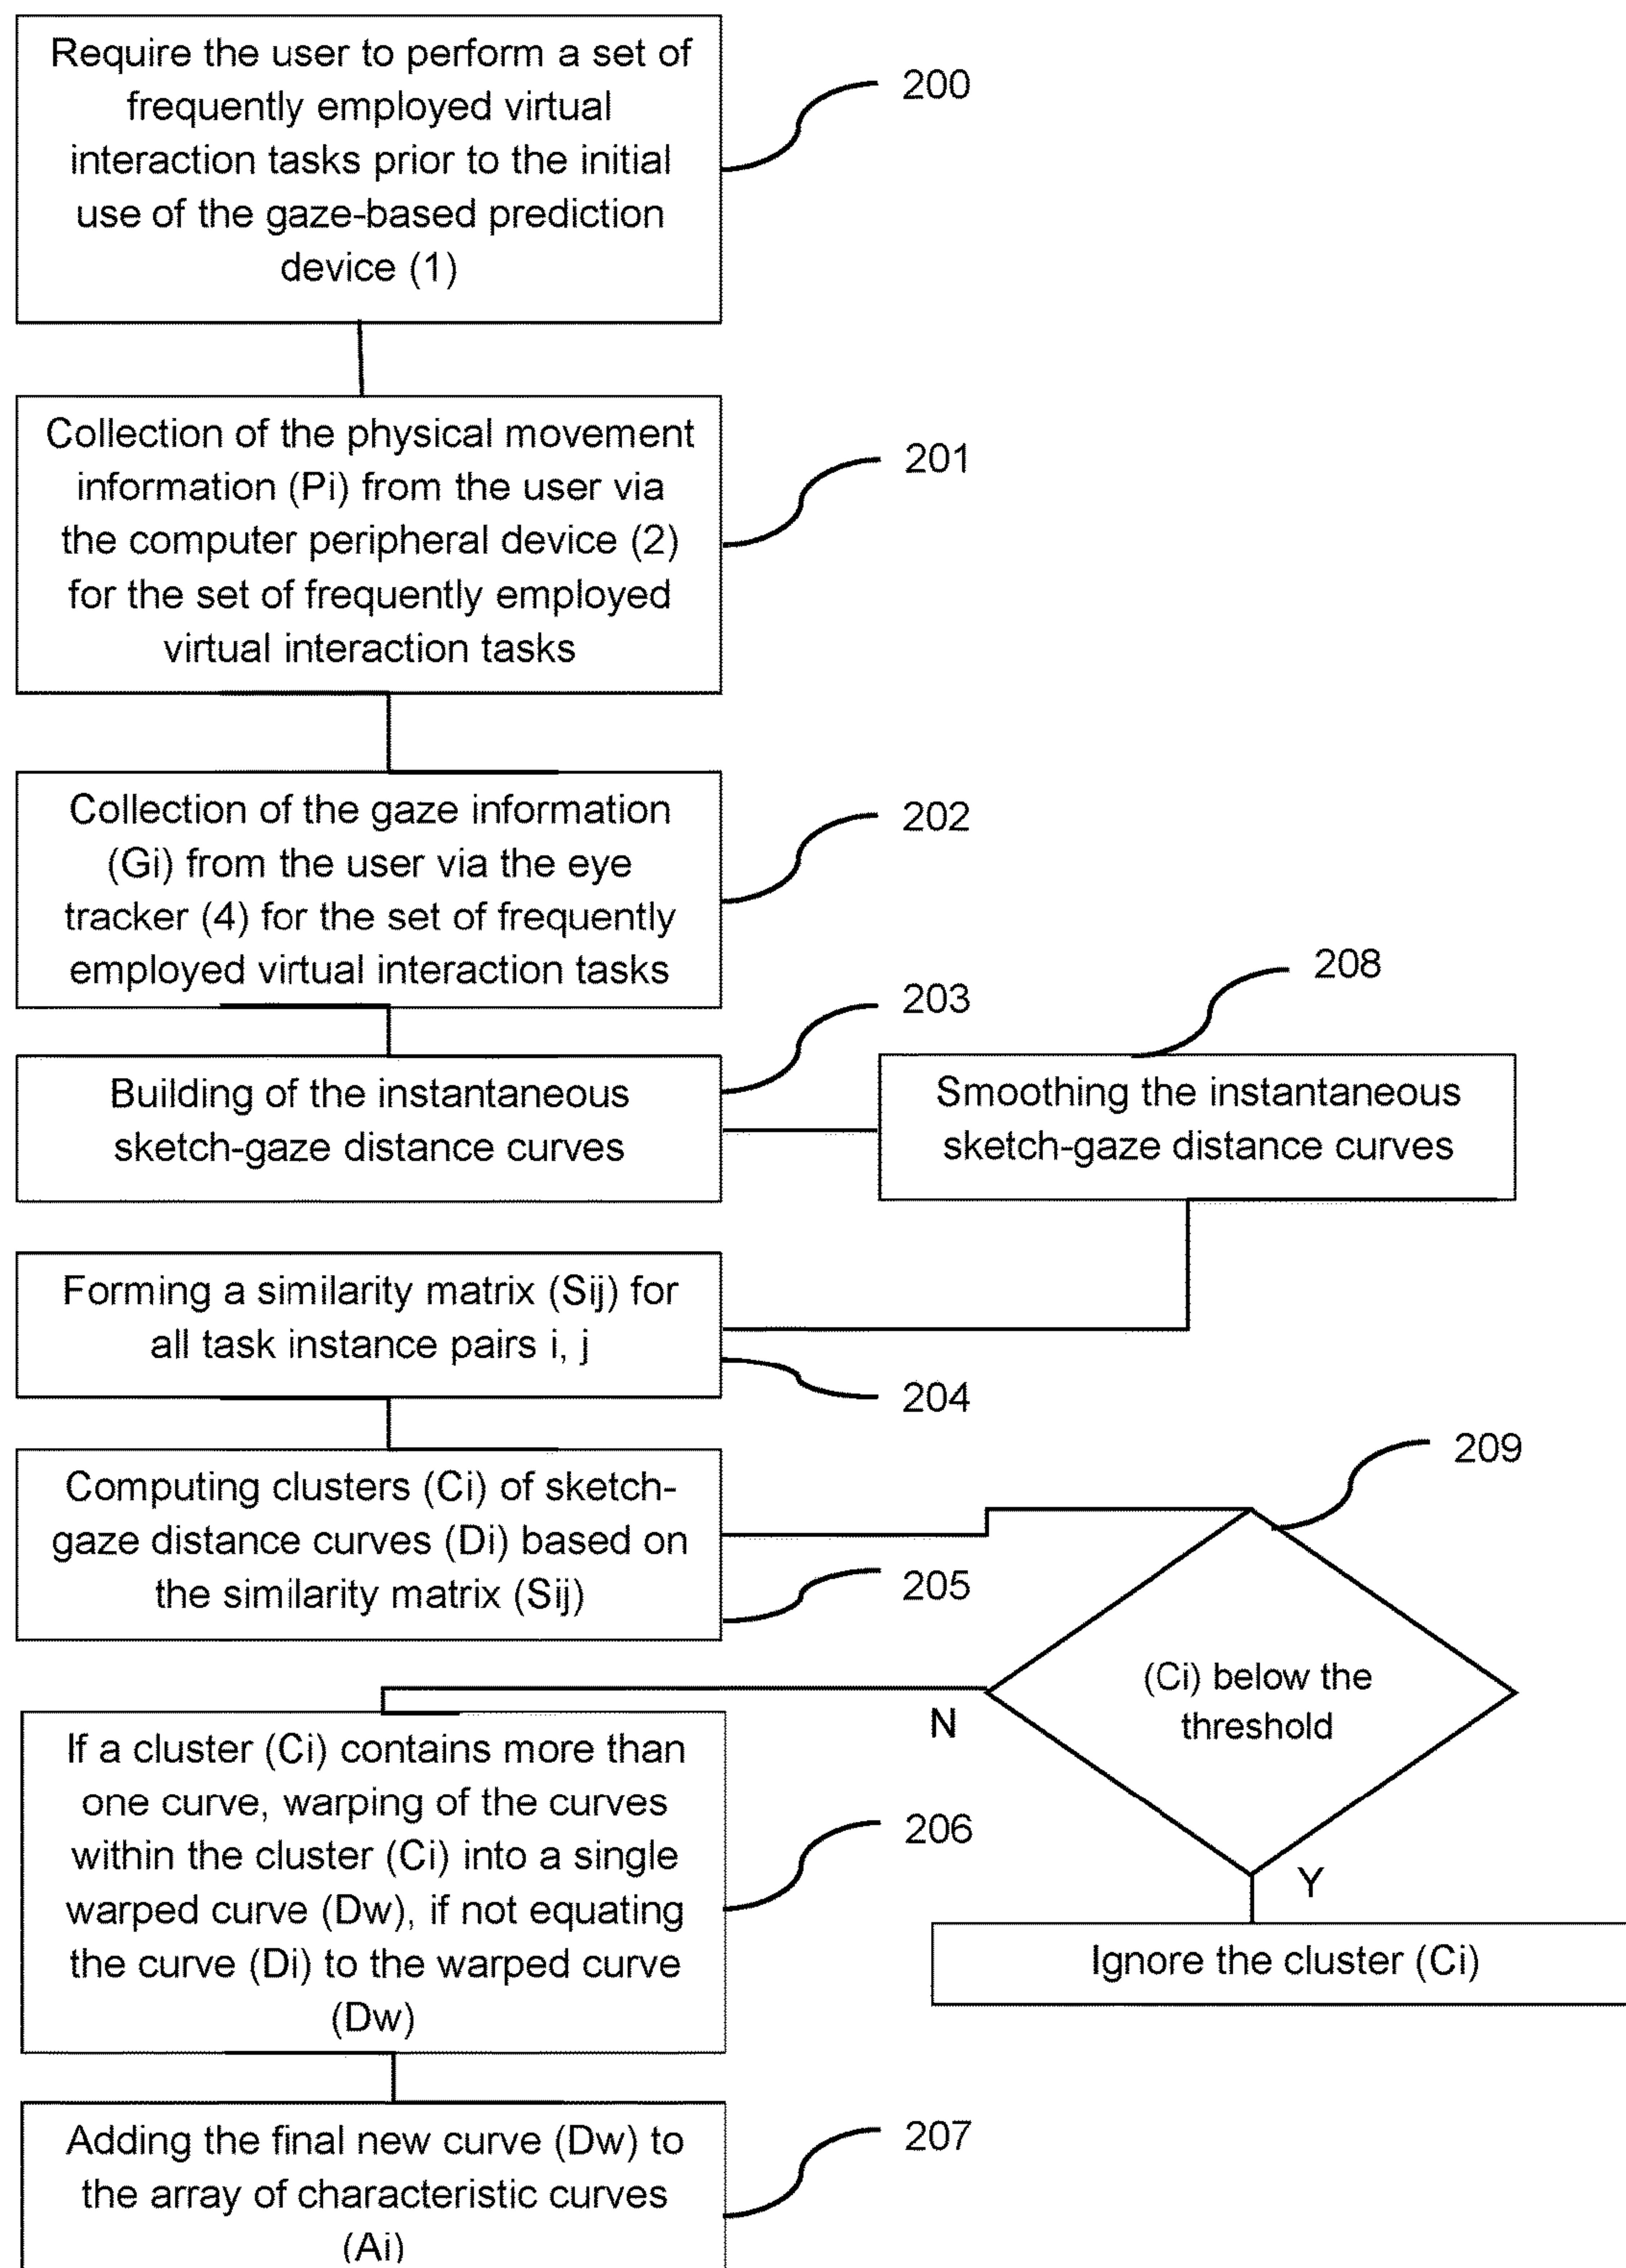 Require the user to perform a set of
frequently employed virtual
interaction tasks prior to the initial
use of the gaze-based prediction
device (1)
200
Collection of the physical movement
information (Pi) from the user via
the computer peripheral device (2)
for the set of frequently employed
virtual interaction tasks
201
Collection of the gaze information
(Gi) from the user via the eye
tracker (4) for the set of frequently
employed virtual interaction tasks
202
Building of the instantaneous
sketch-gaze distance curves
203
Smoothing the instantaneous
sketch-gaze distance curves
208
Forming a similarity matrix (Sij) for
all task instance pairs i, j
204
Computing clusters (Ci) of sketch-
gaze distance curves (Di) based on
the similarity matrix (Sij)
205
209
(Ci) below the
threshold
N
Y
If a cluster (Ci) contains more than
one curve, warping of the curves
within the cluster (Ci) into a single
warped curve (Dw), if not equating
the curve (Di) to the warped curve
(Dw)
206
Ignore the cluster (Ci)
Adding the final new curve (Dw) to
the array of characteristic curves
(Ai)
207